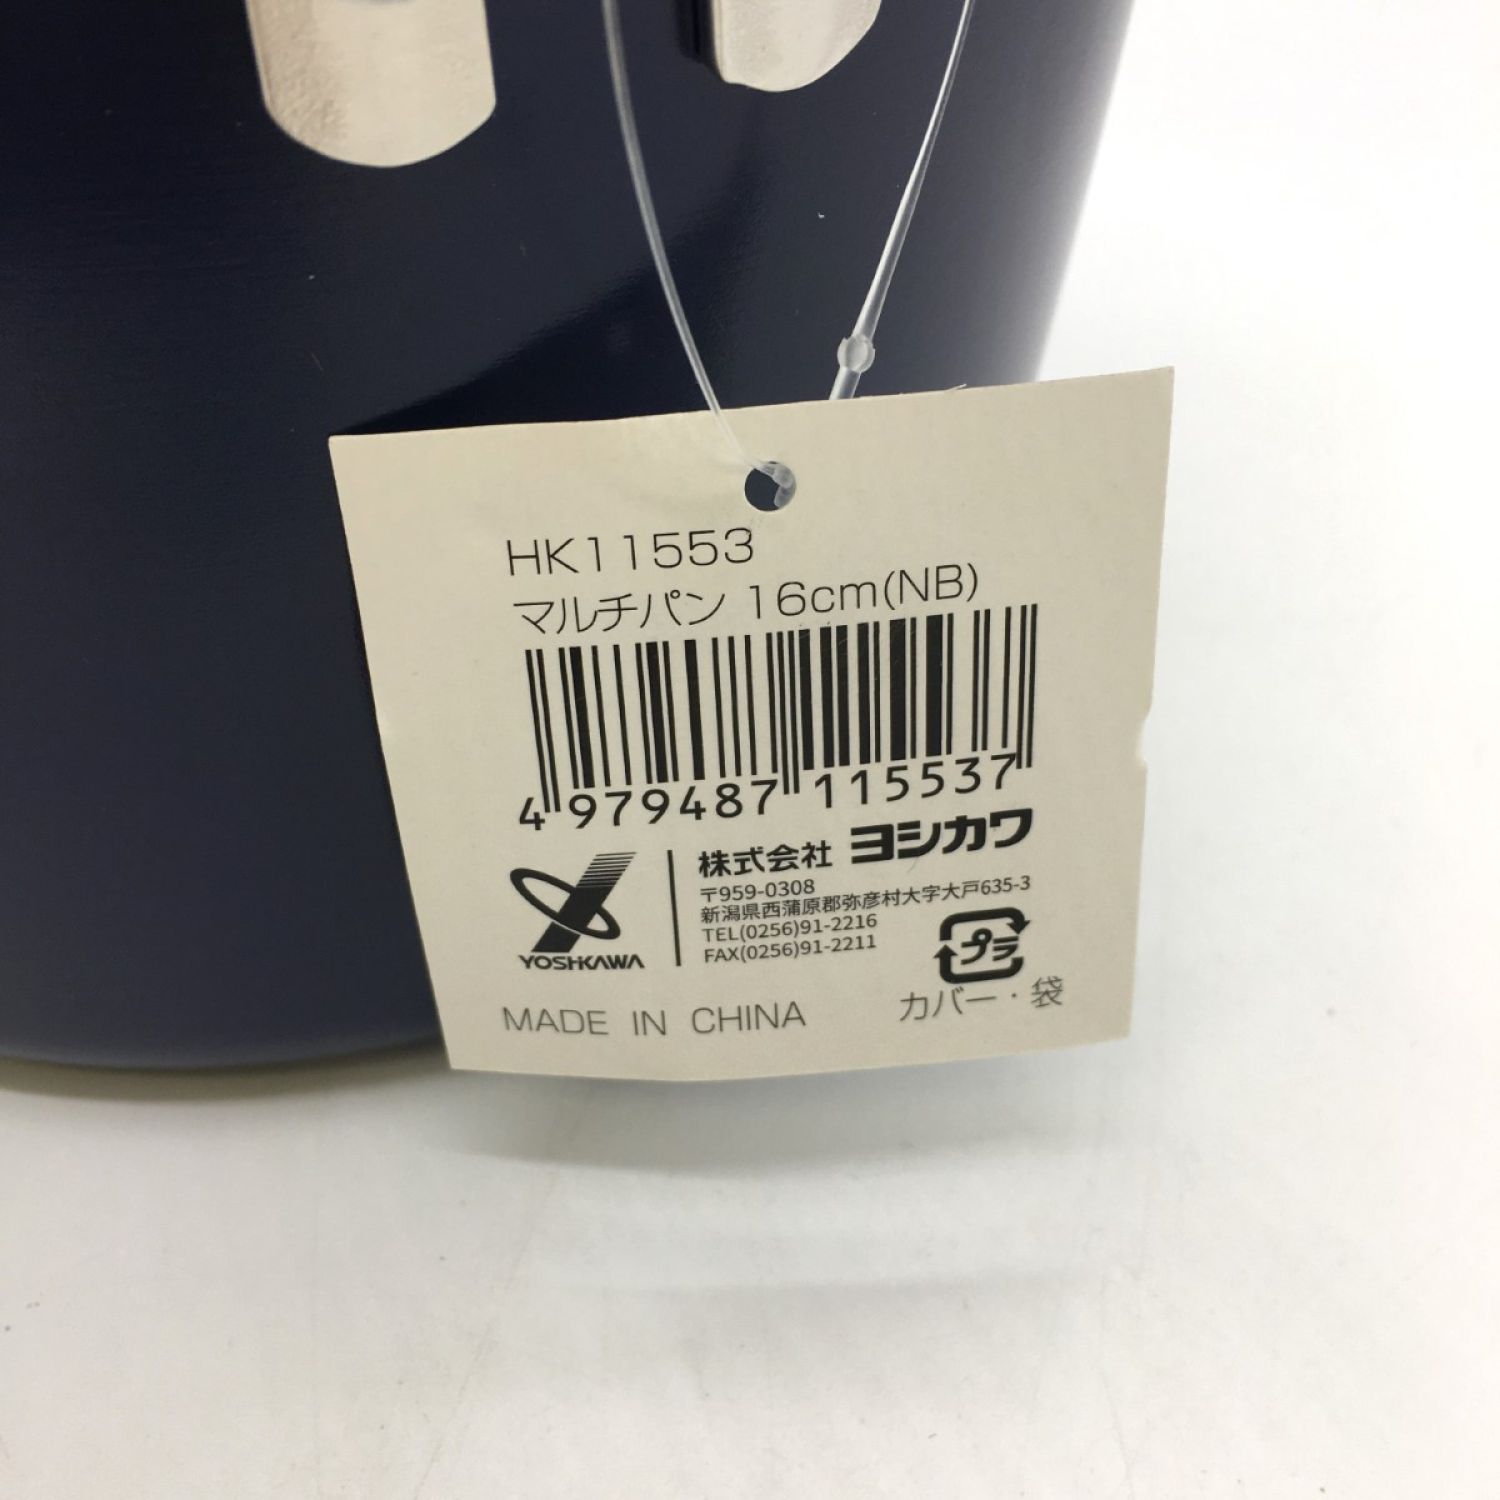 HK11553
マルチパン 16cm(NB)
4 979487 115537
株式会社 ヨシカワ
〒959-0308
新潟県西蒲原郡弥彦村大字大戸635-3
TEL(0256)91-2216
FAX(0256)91-2211
YOSHIKAWA
プラ
カバー・袋
MADE IN CHINA